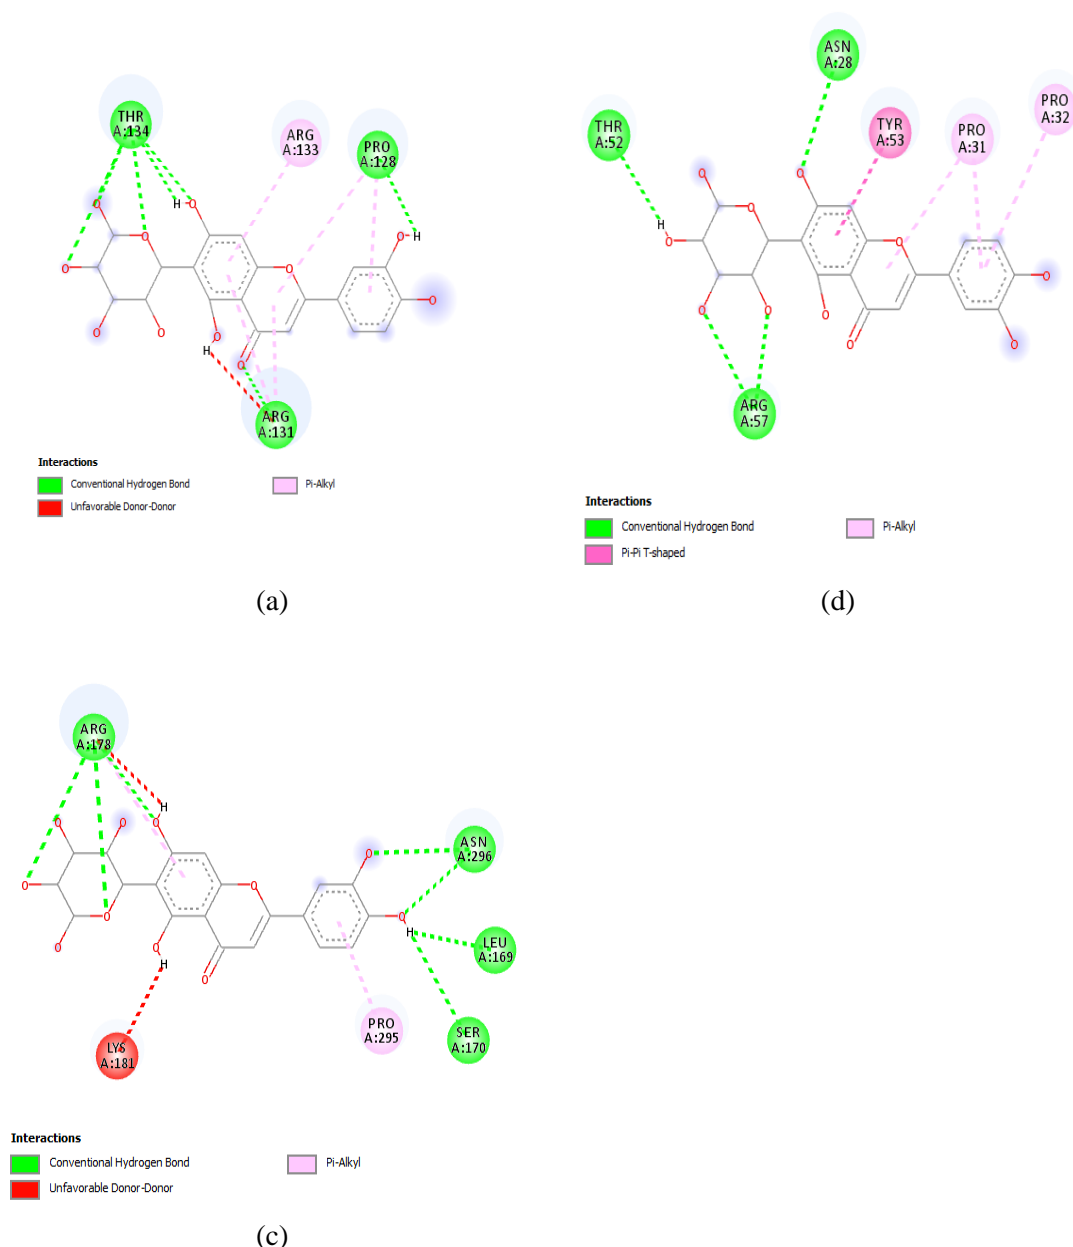 THR
A:134
ARG
A:133
PRO
A:128
H
O
O
O
O
O
O
H
O
O
O
O
O
H
O
ARG
A:131
Interactions
Conventional Hydrogen Bond
Pi-Alkyl
Unfavorable Donor-Donor
(a)
ASN
A:28
THR
A:52
TYR
A:53
PRO
A:31
PRO
A:32
O
O
H
O
O
O
O
O
O
O
O
O
ARG
A:57
Interactions
Conventional Hydrogen Bond
Pi-Alkyl
Pi-Pi T-shaped
(d)
ARG
A:178
H
O
O
O
O
O
O
O
O
O
H
O
H
O
O
ASN
A:296
LEU
A:169
SER
A:170
PRO
A:295
LYS
A:181
Interactions
Conventional Hydrogen Bond
Pi-Alkyl
Unfavorable Donor-Donor
(c)